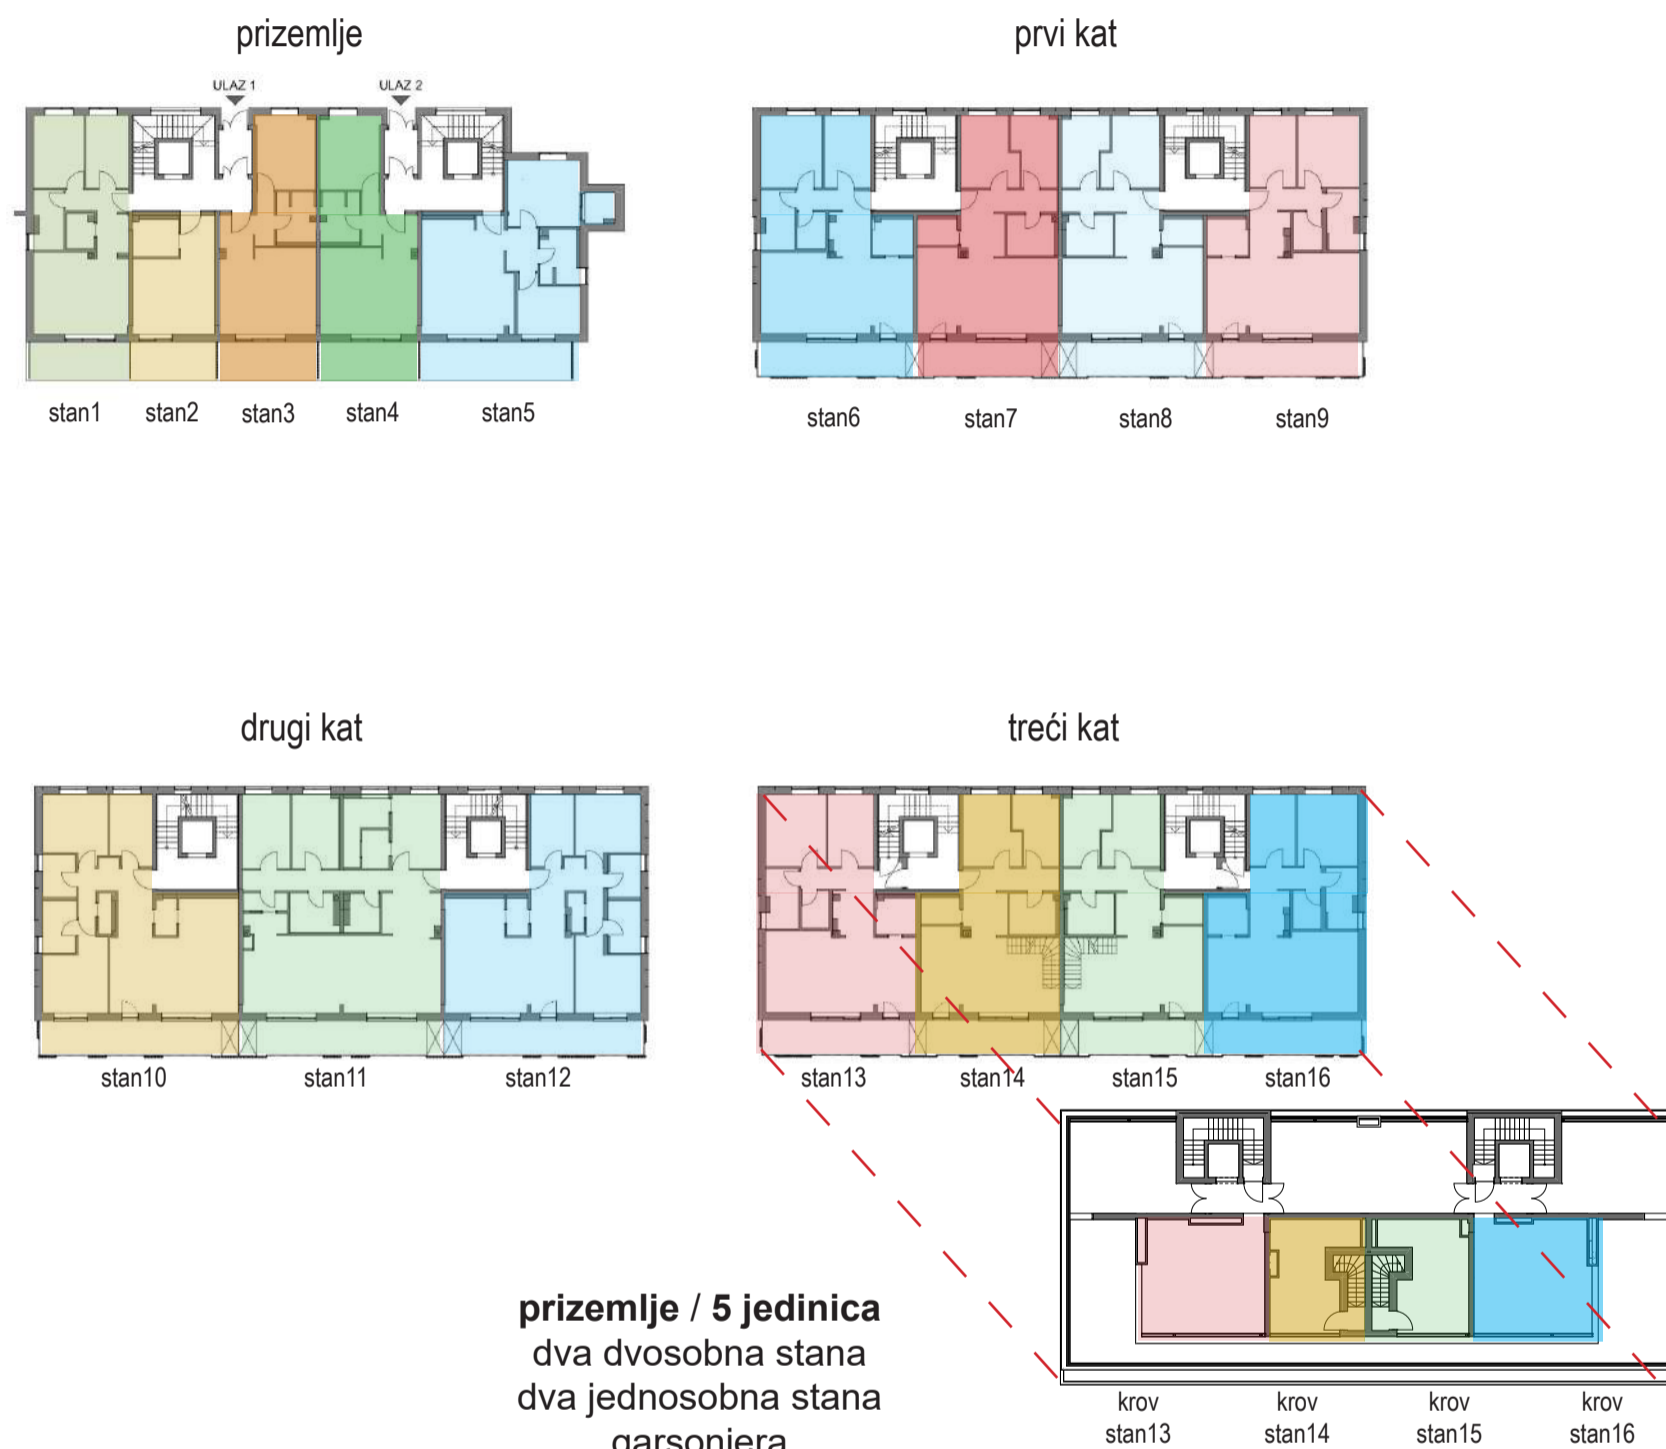 prizemlje
prvi kat
ULAZ 1
ULAZ 2
stan1
stan2
stan3
stan4
stan5
stan6
stan7
stan8
stan9
drugi kat
treći kat
stan10
stan11
stan12
stan13
stan14
stan15
stan16
prizemlje / 5 jedinica
dva dvosobna stana
dva jednosobna stana
garsonjera
krov
stan13
krov
stan14
krov
stan15
krov
stan16